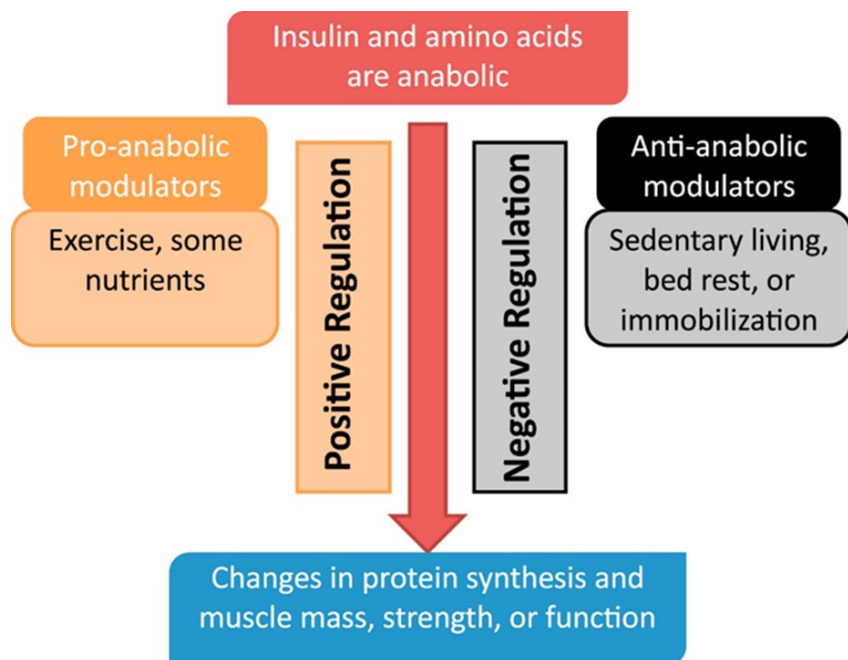 Insulin and amino acids
are anabolic
Pro-anabolic
modulators
Exercise, some
nutrients
Positive Regulation
Negative Regulation
Anti-anabolic
modulators
Sedentary living,
bed rest, or
immobilization
Changes in protein synthesis and
muscle mass, strength, or function